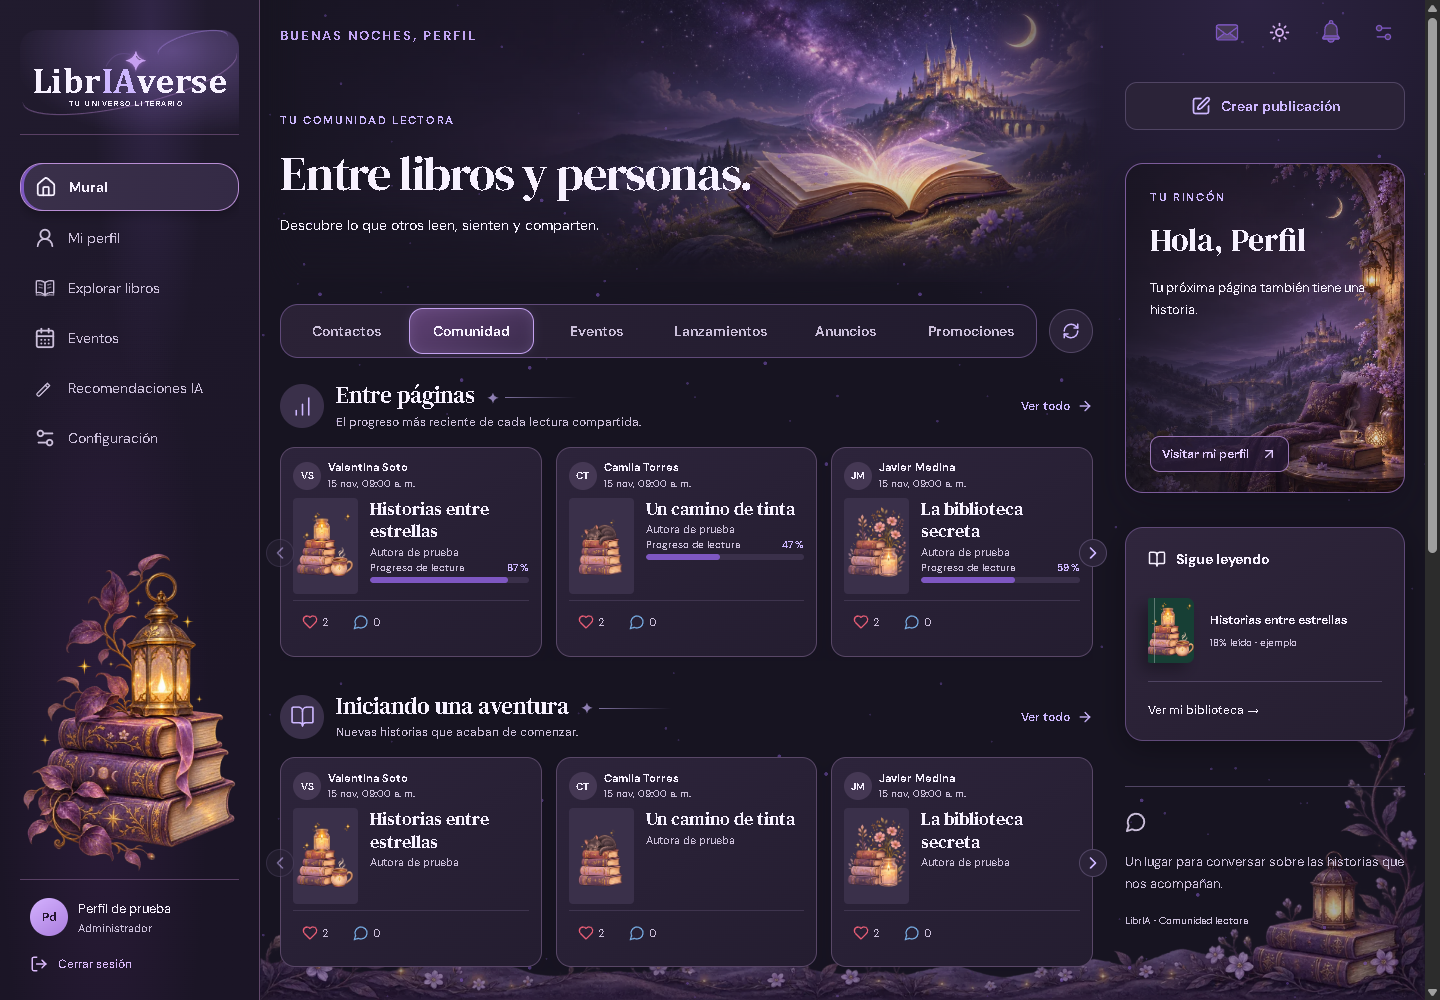 LibrIAverse
TU UNIVERSO LITERARIO
Mural
Mi perfil
Explorar libros
Eventos
Recomendaciones IA
Configuración
Pd
Perfil de prueba
Administrador
Cerrar sesión
BUENAS NOCHES, PERFIL
TU COMUNIDAD LECTORA
Entre libros y personas.
Descubre lo que otros leen, sienten y comparten.
Contactos
Comunidad
Eventos
Lanzamientos
Anuncios
Promociones
Entre páginas
El progreso más reciente de cada lectura compartida.
Ver todo
VS
Valentina Soto
15 nov, 09:00 a. m.
Historias entre
estrellas
Autora de prueba
Progreso de lectura 87 %
2 0
CT
Camila Torres
15 nov, 09:00 a. m.
Un camino de tinta
Autora de prueba
Progreso de lectura 47 %
2 0
JM
Javier Medina
15 nov, 09:00 a. m.
La biblioteca
secreta
Autora de prueba
Progreso de lectura 59 %
2 0
Iniciando una aventura
Nuevas historias que acaban de comenzar.
Ver todo
VS
Valentina Soto
15 nov, 09:00 a. m.
Historias entre
estrellas
Autora de prueba
2 0
CT
Camila Torres
15 nov, 09:00 a. m.
Un camino de tinta
Autora de prueba
2 0
JM
Javier Medina
15 nov, 09:00 a. m.
La biblioteca
secreta
Autora de prueba
2 0
Crear publicación
TU RINCÓN
Hola, Perfil
Tu próxima página también tiene una
historia.
Visitar mi perfil
Sigue leyendo
Historias entre estrellas
18% leído · ejemplo
Ver mi biblioteca →
Un lugar para conversar sobre las historias que
nos acompañan.
LibrIA · Comunidad lectora